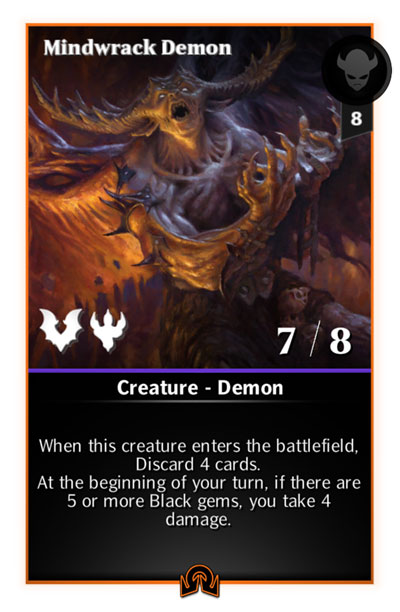 Mindwrack Demon
8
7 / 8
Creature - Demon
When this creature enters the battlefield,
Discard 4 cards.
At the beginning of your turn, if there are
5 or more Black gems, you take 4
damage.